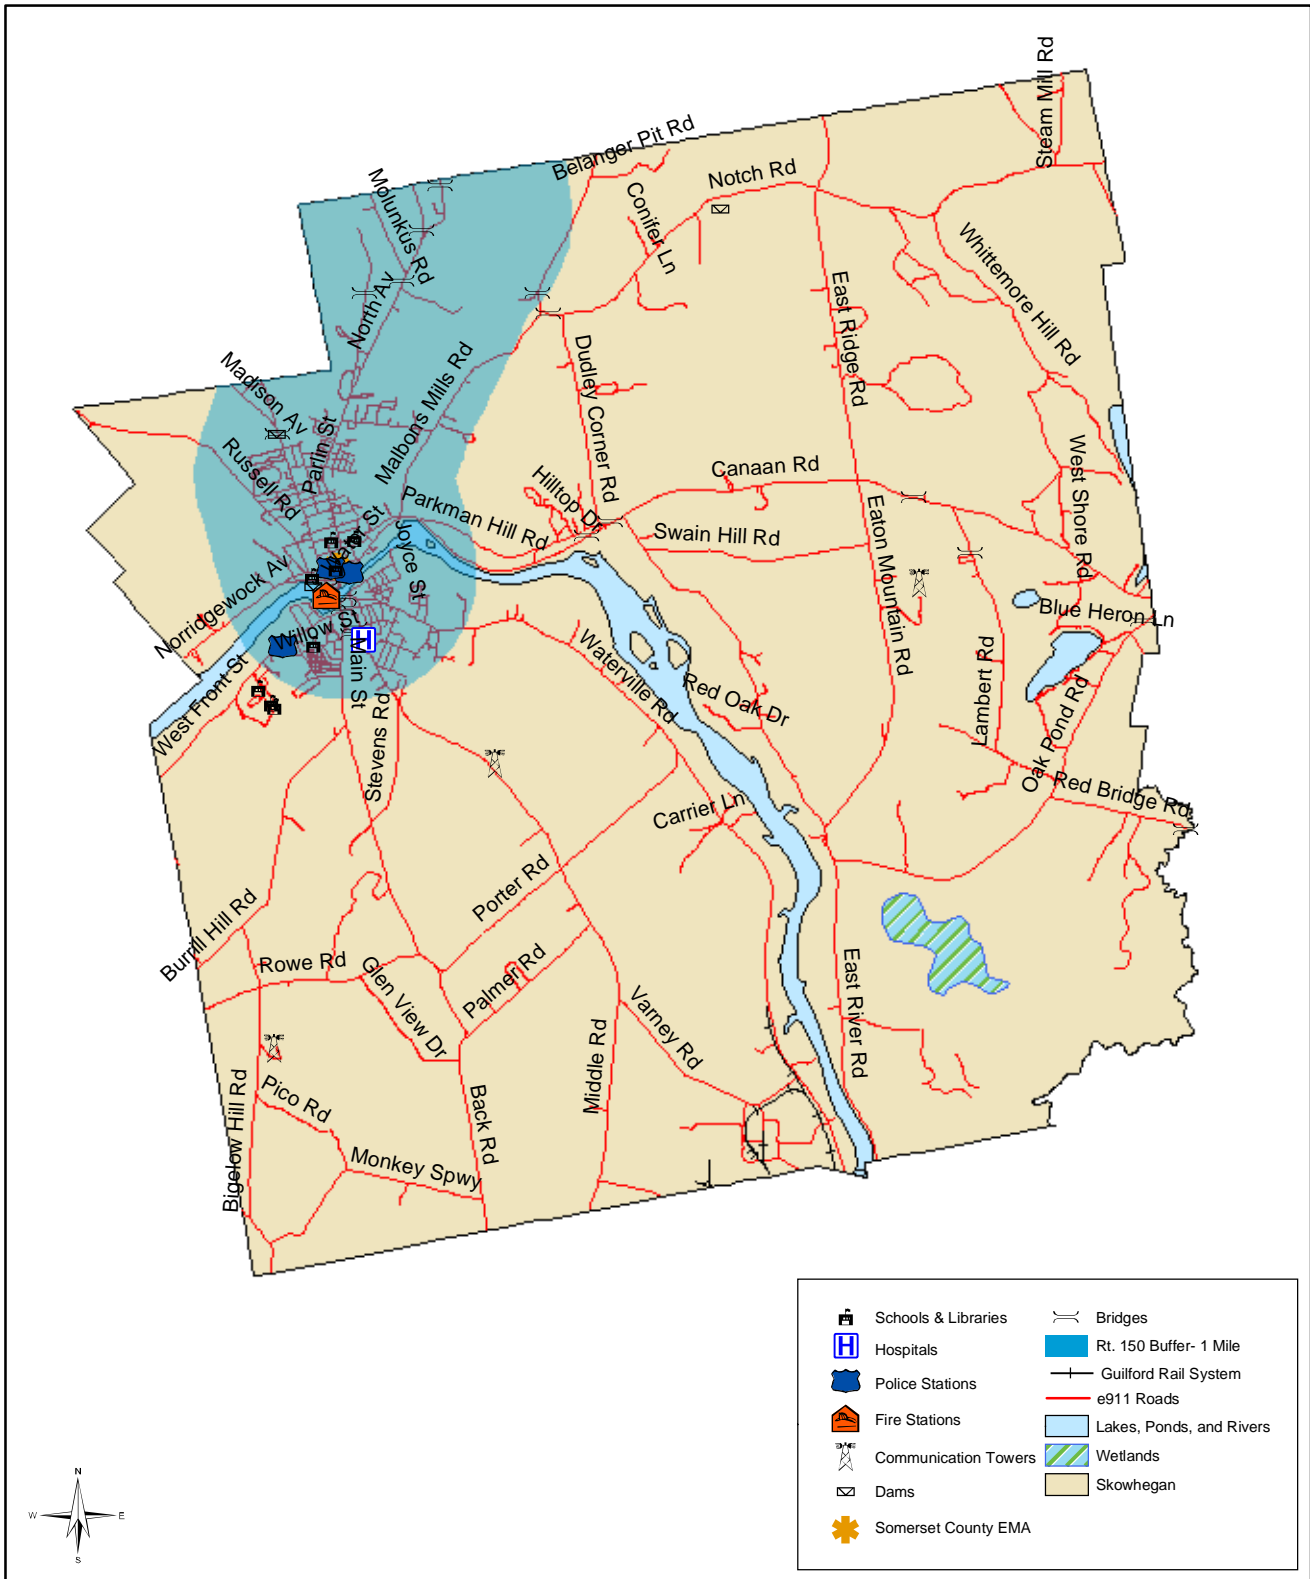 Steam Mill Rd
Belanger Pit Rd
Notch Rd
Molunkus Rd
Conifer Ln
Whittemore Hill Rd
North Av
East Ridge Rd
Dudley Corner Rd
Madison Av
Malbons Mills Rd
Parlin St
Russell Rd
Canaan Rd
West Shore Rd
Hilltop Dr
Parkman Hill Rd
Water St
Joyce St
Swain Hill Rd
Eaton Mountain Rd
Norridgewock Av
Blue Heron Ln
Willow St
H
Main St
Waterville Rd
Lambert Rd
West Front St
Red Oak Dr
Oak Pond Rd
Stevens Rd
Red Bridge Rd
Carrier Ln
Porter Rd
Burrill Hill Rd
Rowe Rd
Glen View Dr
Palmer Rd
East River Rd
Varney Rd
Middle Rd
Pico Rd
Bigelow Hill Rd
Back Rd
Monkey Spwy
Schools & Libraries
Hospitals
Police Stations
Fire Stations
Communication Towers
Dams
Somerset County EMA
Bridges
Rt. 150 Buffer- 1 Mile
Guilford Rail System
e911 Roads
Lakes, Ponds, and Rivers
Wetlands
Skowhegan
H
N
W
E
S